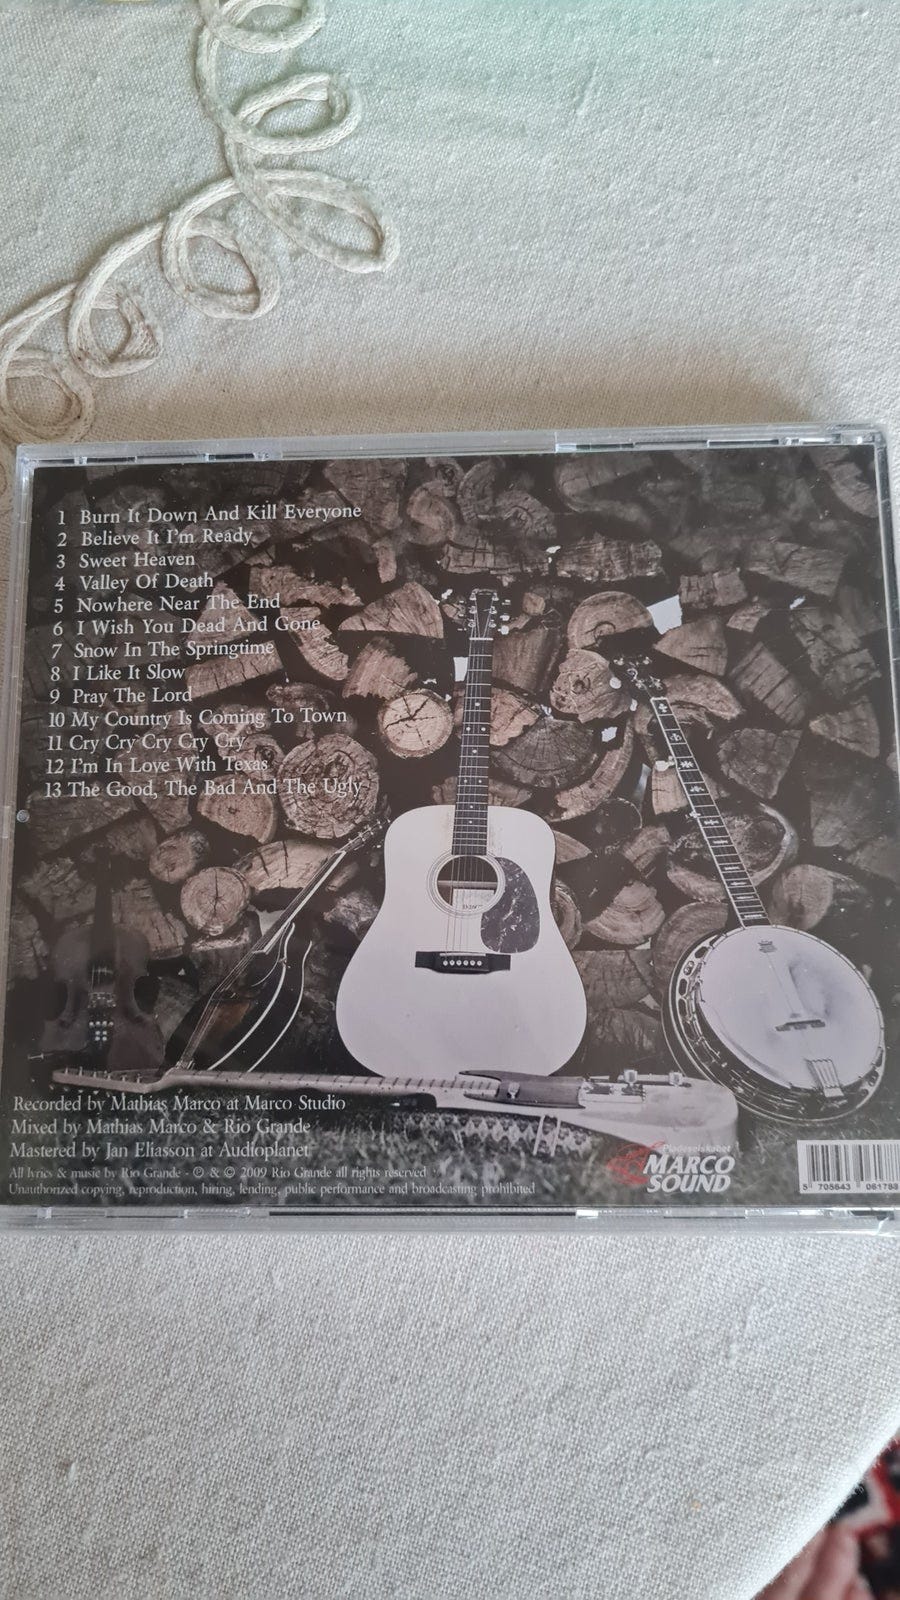 1 Burn It Down And Kill Everyone
2 Believe It I'm Ready
3 Sweet Heaven
4 Valley Of Death
5 Nowhere Near The End
6 I Wish You Dead And Gone
7 Snow In The Springtime
8 I Like It Slow
9 Pray The Lord
10 My Country Is Coming To Town
11 Cry Cry Cry Cry Cry
12 I'm In Love With Texas
13 The Good, The Bad And The Ugly
Recorded by Mathias Marco at Marco Studio
Mixed by Mathias Marco & Rio Grande
Mastered by Jan Eliasson at Audioplanet
All lyrics & music by Rio Grande - ℗ & © 2009 Rio Grande all rights reserved
Unauthorized copying, reproduction, hiring, lending, public performance and broadcasting prohibited
Pladeselskabet
MARCO
SOUND
5 705643 061788